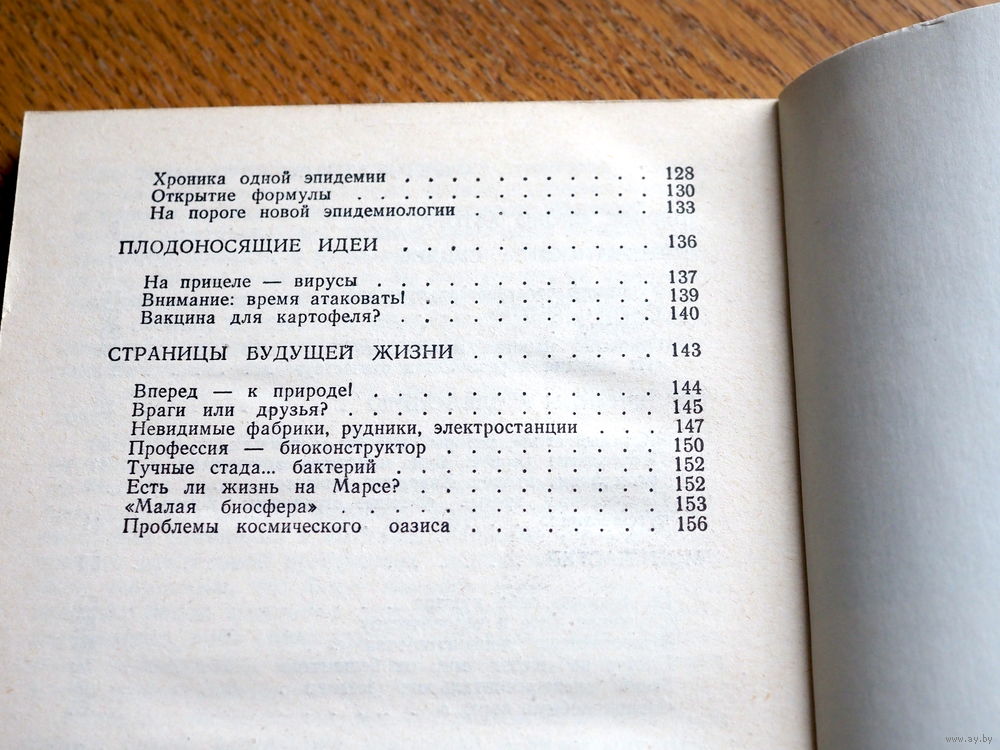 Хроника одной эпидемии . . . . . . . . . . . 128
Открытие формулы . . . . . . . . . . . . . 130
На пороге новой эпидемиологии . . . . . . . . 133
ПЛОДОНОСЯЩИЕ ИДЕИ . . . . . . . . . . . 136
На прицеле — вирусы . . . . . . . . . . . . 137
Внимание: время атаковать! . . . . . . . . . . 139
Вакцина для картофеля? . . . . . . . . . . . 140
СТРАНИЦЫ БУДУЩЕЙ ЖИЗНИ . . . . . . . . 143
Вперед — к природе! . . . . . . . . . . . . 144
Враги или друзья? . . . . . . . . . . . . . 145
Невидимые фабрики, рудники, электростанции . . . 147
Профессия — биоконструктор . . . . . . . . . 150
Тучные стада... бактерий . . . . . . . . . . . 152
Есть ли жизнь на Марсе? . . . . . . . . . . 152
«Малая биосфера» . . . . . . . . . . . . . 153
Проблемы космического оазиса . . . . . . . . 156
www.ay.by